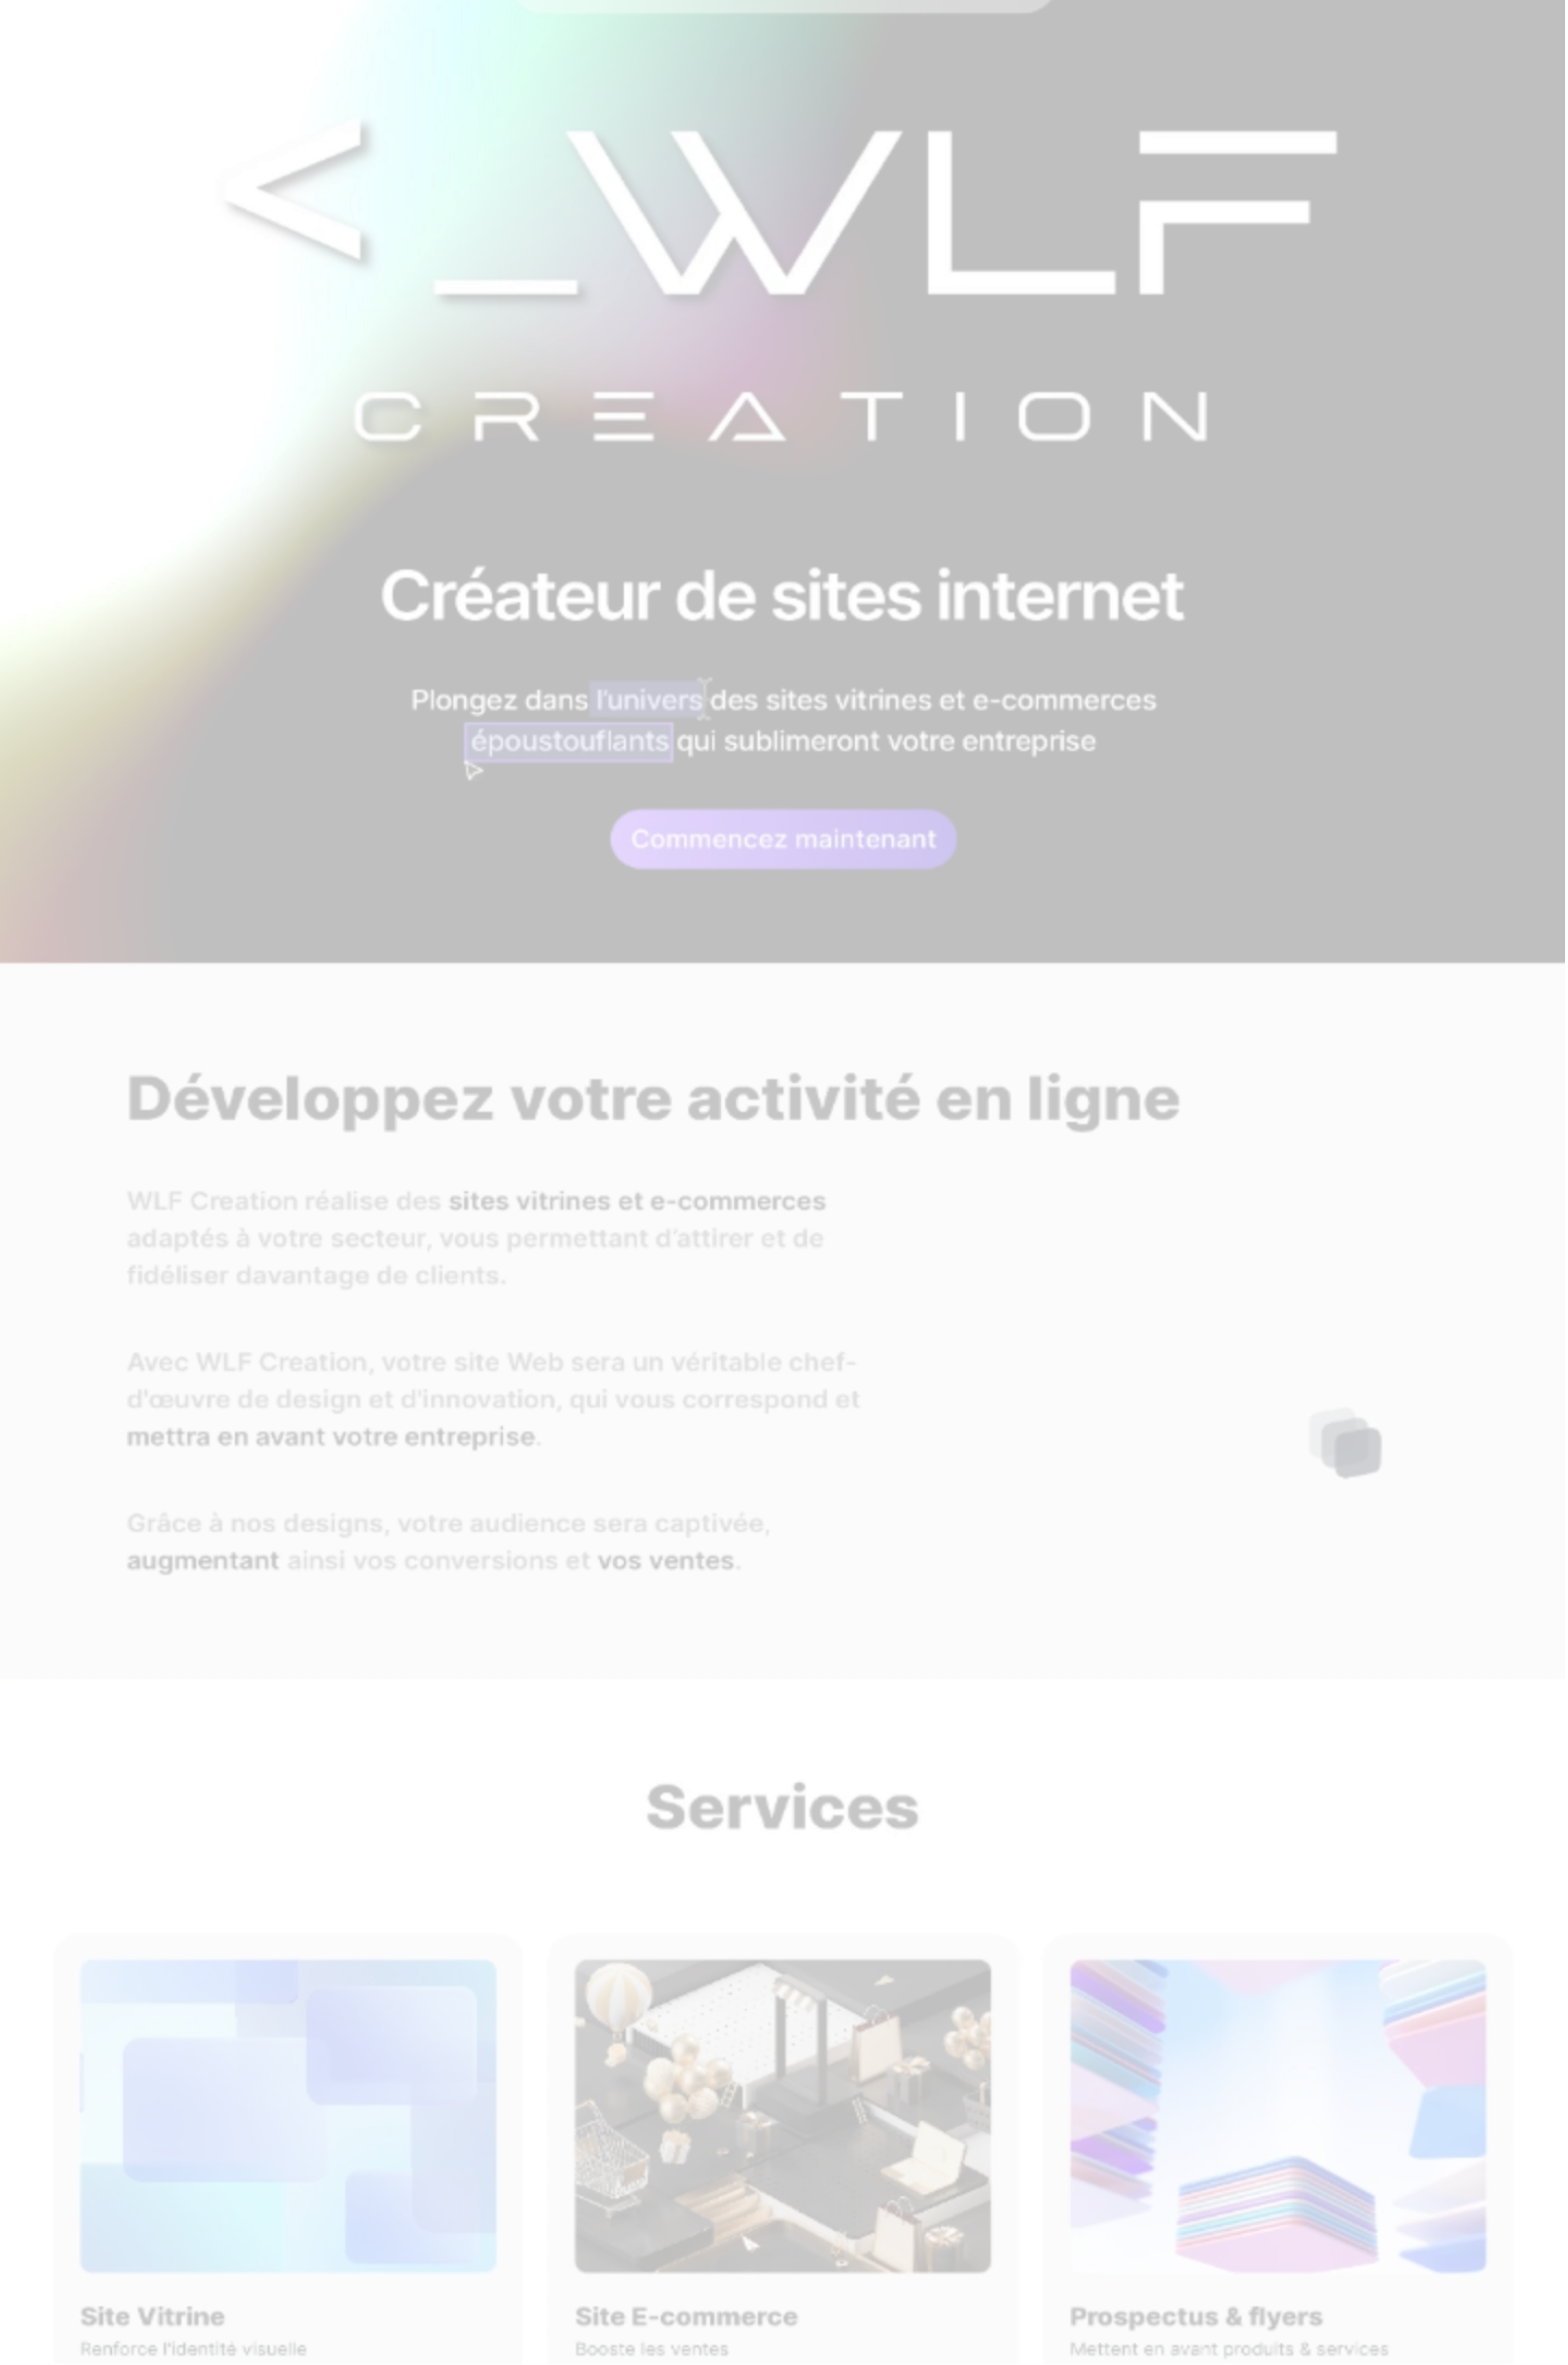 <_WLF
CREATION
Créateur de sites internet
Plongez dans l'univers des sites vitrines et e-commerces
époustouflants qui sublimeront votre entreprise
Commencez maintenant
Développez votre activité en ligne
WLF Creation réalise des sites vitrines et e-commerces
adaptés à votre secteur, vous permettant d'attirer et de
fidéliser davantage de clients.
Avec WLF Creation, votre site Web sera un véritable chef-
d'œuvre de design et d'innovation, qui vous correspond et
mettra en avant votre entreprise.
Grâce à nos designs, votre audience sera captivée,
augmentant ainsi vos conversions et vos ventes.
Services
Site Vitrine
Renforce l'identité visuelle
Site E-commerce
Booste les ventes
Prospectus & flyers
Mettent en avant produits & services